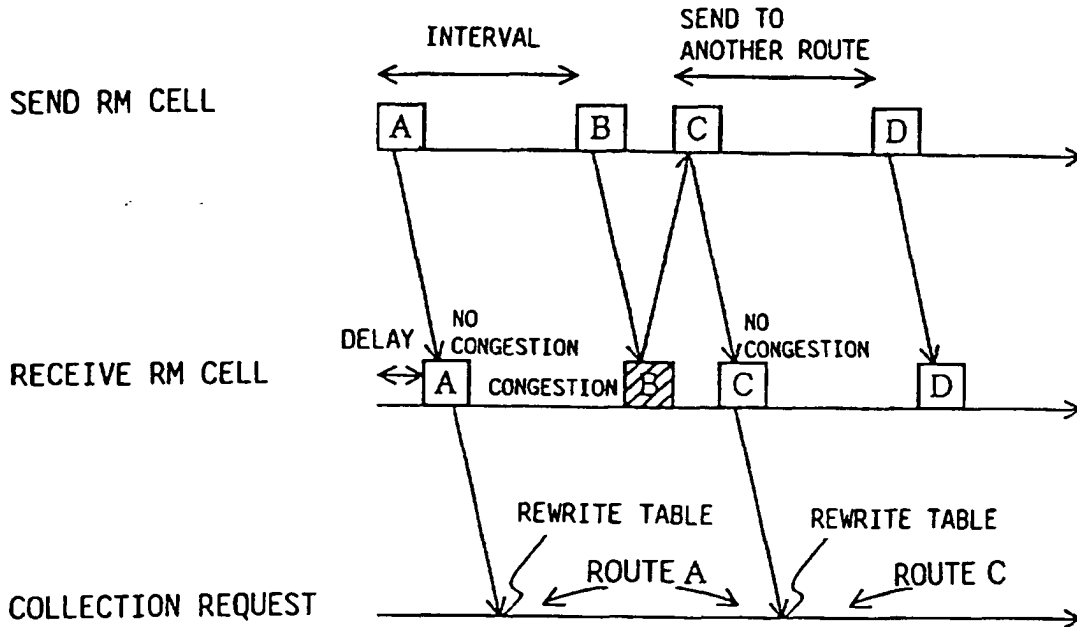 INTERVAL
SEND TO
ANOTHER ROUTE
SEND RM CELL
A
B
C
D
DELAY
NO
CONGESTION
NO
CONGESTION
RECEIVE RM CELL
A
CONGESTION
B
C
D
REWRITE TABLE
REWRITE TABLE
ROUTE A
ROUTE C
COLLECTION REQUEST